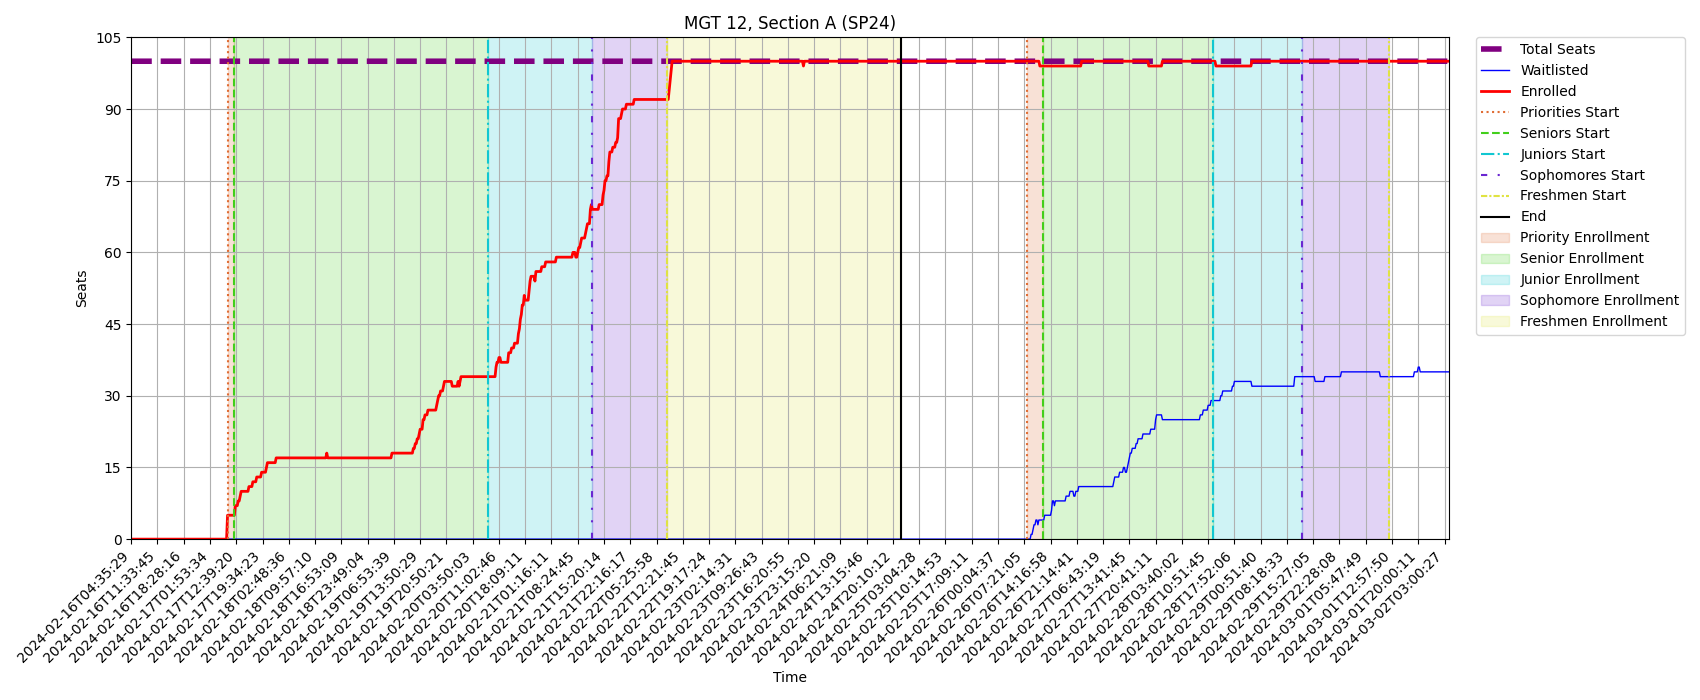 MGT 12, Section A (SP24)
105
90
75
60
45
30
15
0
Seats
2024-02-16T04:35:29
2024-02-16T11:33:45
2024-02-16T18:28:16
2024-02-17T01:53:34
2024-02-17T12:39:20
2024-02-17T19:34:23
2024-02-18T02:48:36
2024-02-18T09:57:10
2024-02-18T16:53:09
2024-02-18T23:49:04
2024-02-19T06:53:39
2024-02-19T13:50:29
2024-02-19T20:50:21
2024-02-20T03:50:03
2024-02-20T11:02:46
2024-02-20T18:09:11
2024-02-21T01:16:11
2024-02-21T08:24:45
2024-02-21T15:20:14
2024-02-21T22:16:17
2024-02-22T05:25:58
2024-02-22T12:21:45
2024-02-22T19:17:24
2024-02-23T02:14:31
2024-02-23T09:26:43
2024-02-23T16:20:55
2024-02-23T23:15:20
2024-02-24T06:21:09
2024-02-24T13:15:46
2024-02-24T20:10:12
2024-02-25T03:04:28
2024-02-25T10:14:53
2024-02-25T17:09:11
2024-02-26T00:04:37
2024-02-26T07:21:05
2024-02-26T14:16:58
2024-02-26T21:14:41
2024-02-27T06:43:19
2024-02-27T13:41:45
2024-02-27T20:41:11
2024-02-28T03:40:02
2024-02-28T10:51:45
2024-02-28T17:52:06
2024-02-29T00:51:40
2024-02-29T08:18:33
2024-02-29T15:27:05
2024-02-29T22:28:08
2024-03-01T05:47:49
2024-03-01T12:57:50
2024-03-01T20:00:11
2024-03-02T03:00:27
Time
Total Seats
Waitlisted
Enrolled
Priorities Start
Seniors Start
Juniors Start
Sophomores Start
Freshmen Start
End
Priority Enrollment
Senior Enrollment
Junior Enrollment
Sophomore Enrollment
Freshmen Enrollment